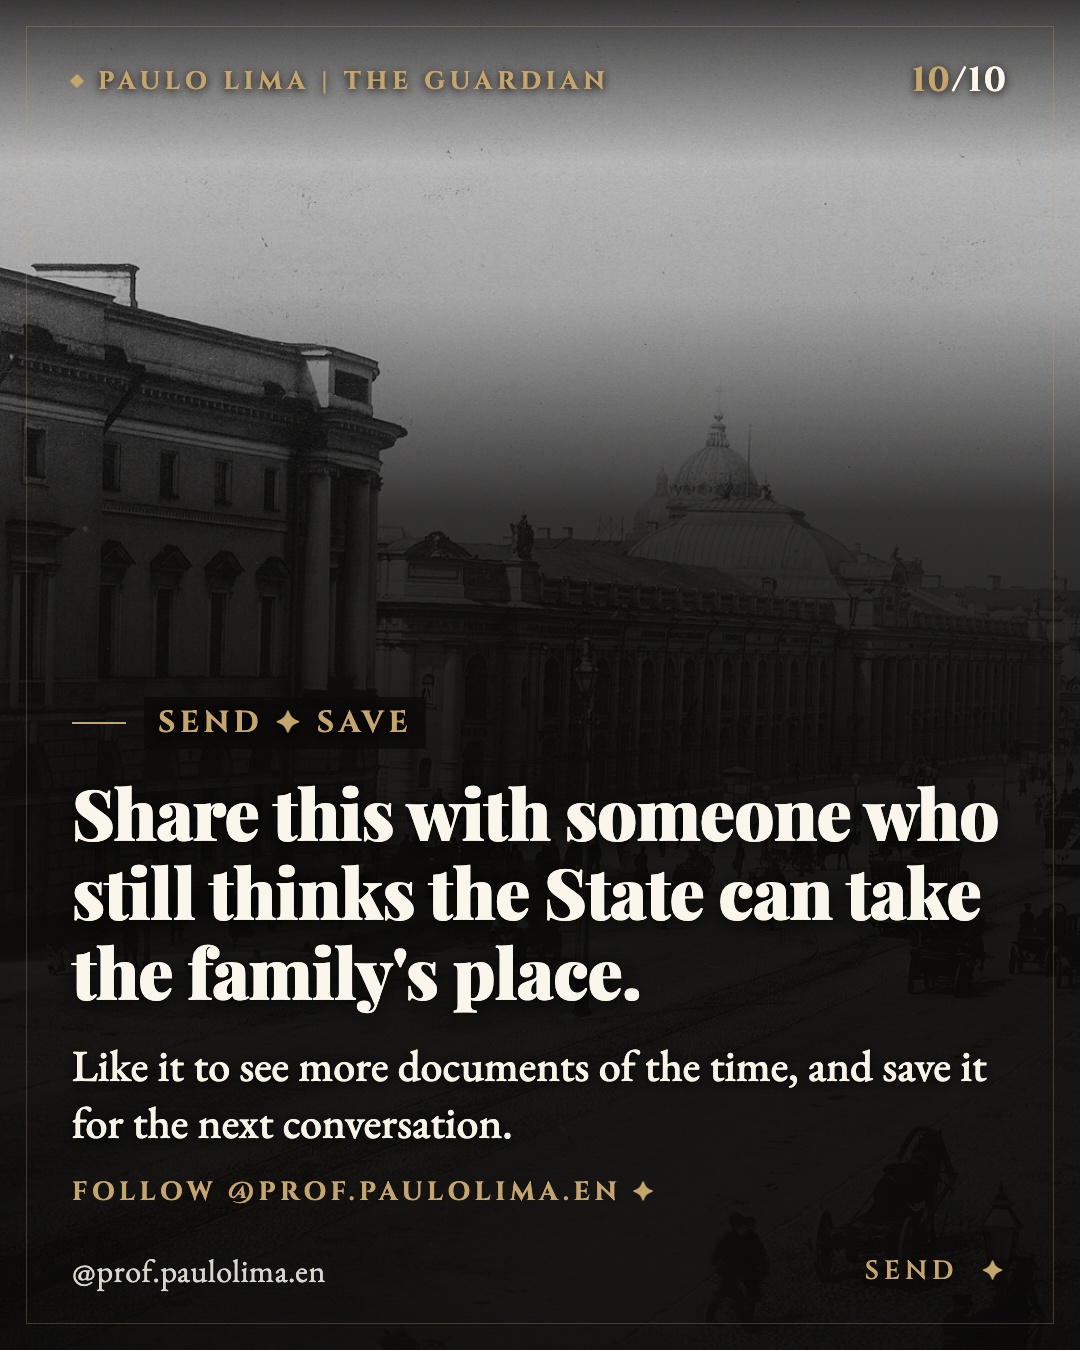 PAULO LIMA | THE GUARDIAN
10/10
SEND ✦ SAVE
Share this with someone who
still thinks the State can take
the family's place.
Like it to see more documents of the time, and save it
for the next conversation.
FOLLOW @PROF.PAULOLIMA.EN ✦
@prof.paulolima.en
SEND ✦